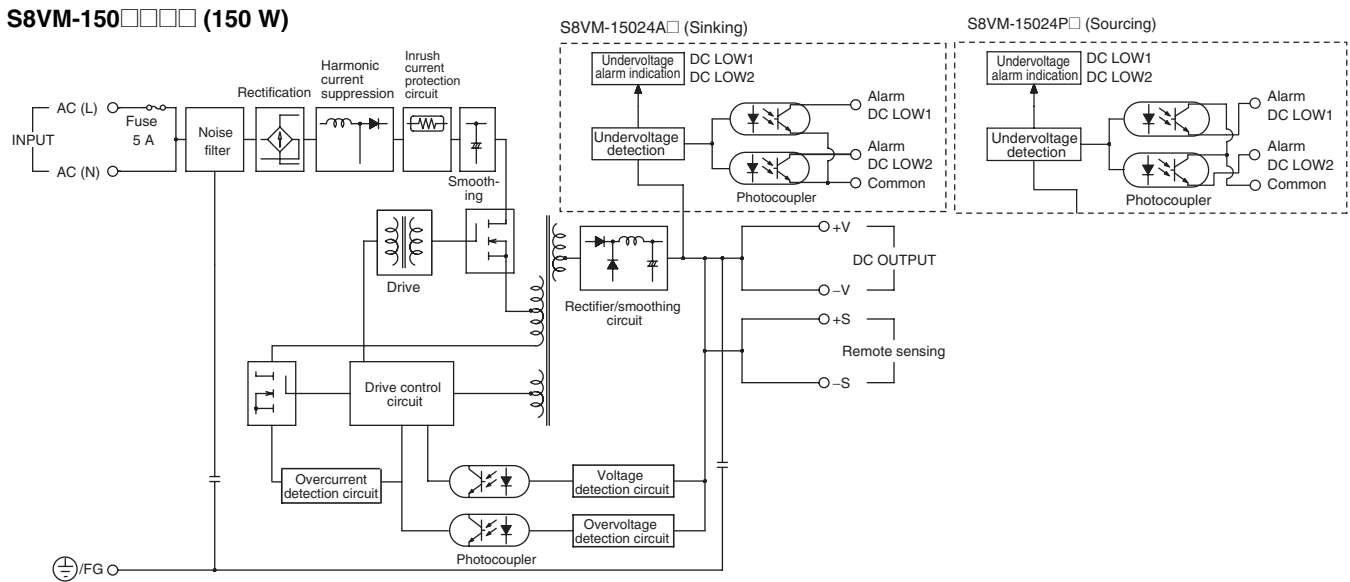 S8VM-150□□□□ (150 W)
S8VM-15024A□ (Sinking)
S8VM-15024P□ (Sourcing)
INPUT
AC (L)
AC (N)
Fuse
5 A
Noise
filter
Rectification
Harmonic
current
suppression
Inrush
current
protection
circuit
Smooth-
ing
Undervoltage
alarm indication
DC LOW1
DC LOW2
Undervoltage
detection
Alarm
DC LOW1
Alarm
DC LOW2
Common
Photocoupler
Undervoltage
alarm indication
DC LOW1
DC LOW2
Undervoltage
detection
Alarm
DC LOW1
Alarm
DC LOW2
Common
Photocoupler
Drive
Rectifier/smoothing
circuit
+V
DC OUTPUT
−V
+S
Remote sensing
−S
Drive control
circuit
Overcurrent
detection circuit
Voltage
detection circuit
Overvoltage
detection circuit
Photocoupler
/FG